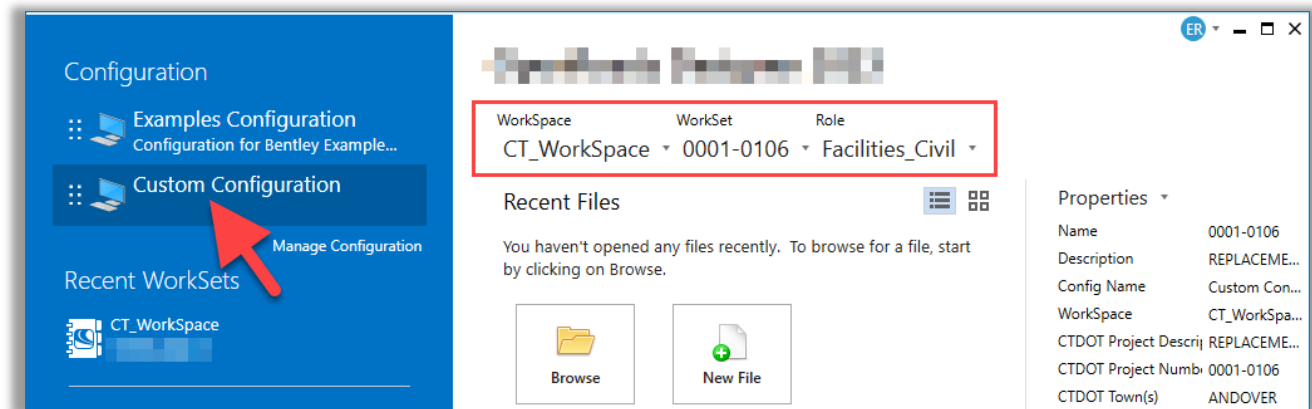 ER
Configuration
Examples Configuration
Configuration for Bentley Example...
Custom Configuration
Manage Configuration
Recent WorkSets
CT_WorkSpace
WorkSpace WorkSet Role
CT_WorkSpace 0001-0106 Facilities_Civil
Recent Files
You haven't opened any files recently. To browse for a file, start
by clicking on Browse.
Browse
New File
Properties
Name 0001-0106
Description REPLACEME...
Config Name Custom Con...
WorkSpace CT_WorkSpa...
CTDOT Project Descri REPLACEME...
CTDOT Project Numb 0001-0106
CTDOT Town(s) ANDOVER